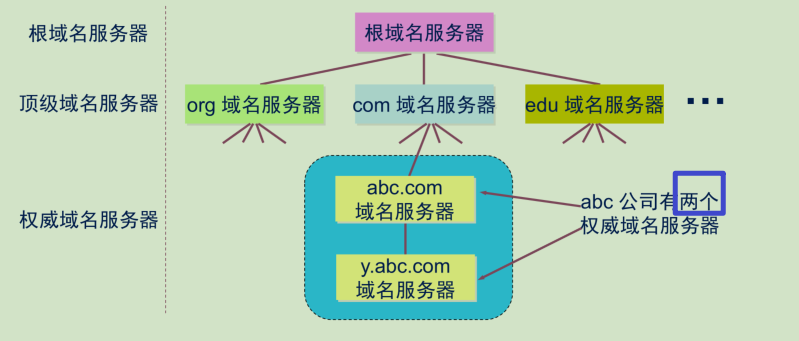 根域名服务器
根域名服务器
顶级域名服务器
org 域名服务器
com 域名服务器
edu 域名服务器
...
权威域名服务器
abc.com
域名服务器
y.abc.com
域名服务器
abc 公司有两个
权威域名服务器